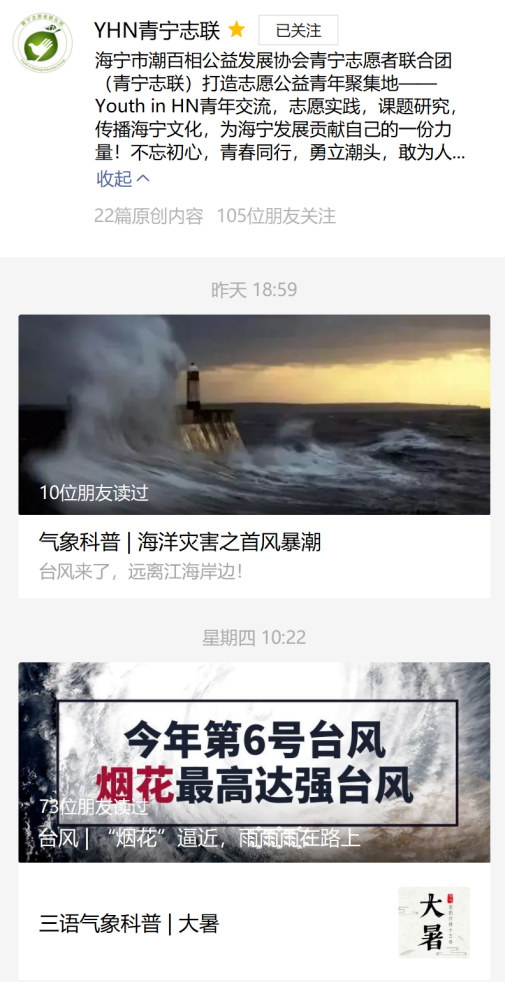 YHN青宁志联
已关注
海宁市潮百相公益发展协会青宁志愿者联合团
（青宁志联）打造志愿公益青年聚集地——
Youth in HN青年交流，志愿实践，课题研究，
传播海宁文化，为海宁发展贡献自己的一份力
量！不忘初心，青春同行，勇立潮头，敢为人...
收起
22篇原创内容 105位朋友关注
昨天 18:59
10位朋友读过
气象科普 | 海洋灾害之首风暴潮
台风来了，远离江海岸边！
星期四 10:22
今年第6号台风
烟花最高达强台风
73位朋友读过
台风 | “烟花”逼近，雨雨雨在路上
三语气象科普 | 大暑
大暑